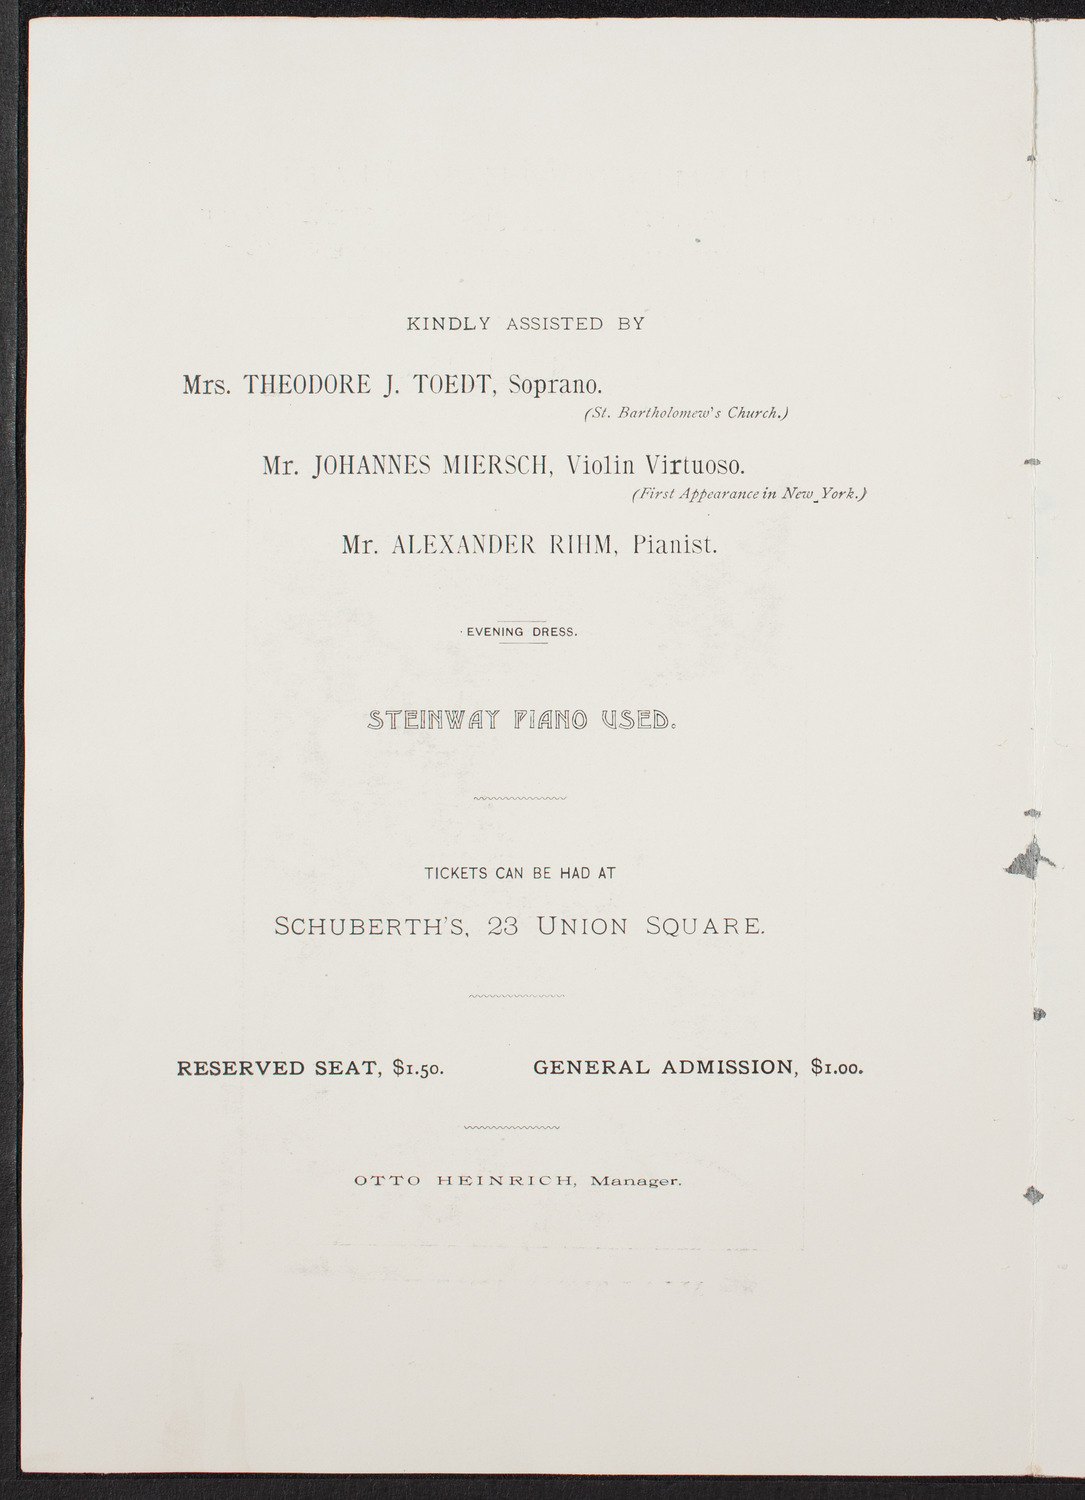 KINDLY ASSISTED BY
Mrs. THEODORE J. TOEDT, Soprano.
(St. Bartholomew's Church.)
Mr. JOHANNES MIERSCH, Violin Virtuoso.
(First Appearance in New York.)
Mr. ALEXANDER RIHM, Pianist.
EVENING DRESS.
STEINWAY PIANO USED.
TICKETS CAN BE HAD AT
SCHUBERTH'S, 23 UNION SQUARE.
RESERVED SEAT, $1.50. GENERAL ADMISSION, $1.00.
OTTO HEINRICH, Manager.